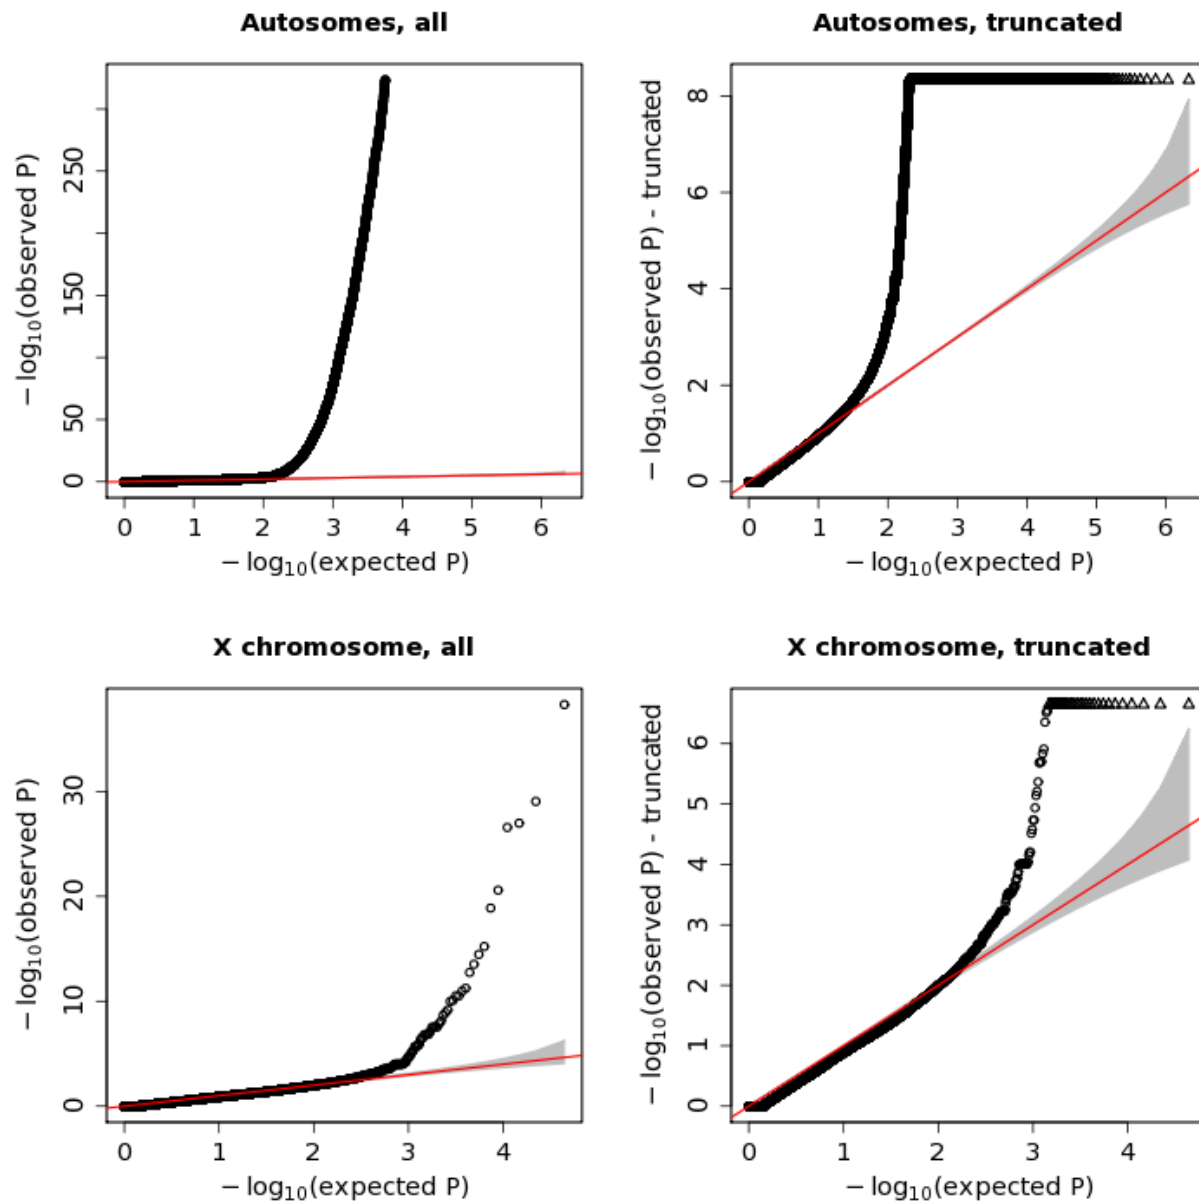 Autosomes, all
− log10(observed P)
0 50 150 250
0 1 2 3 4 5 6
− log10(expected P)
Autosomes, truncated
− log10(observed P) - truncated
0 2 4 6 8
0 1 2 3 4 5 6
− log10(expected P)
X chromosome, all
− log10(observed P)
0 10 20 30
0 1 2 3 4
− log10(expected P)
X chromosome, truncated
− log10(observed P) - truncated
0 1 2 3 4 5 6
0 1 2 3 4
− log10(expected P)